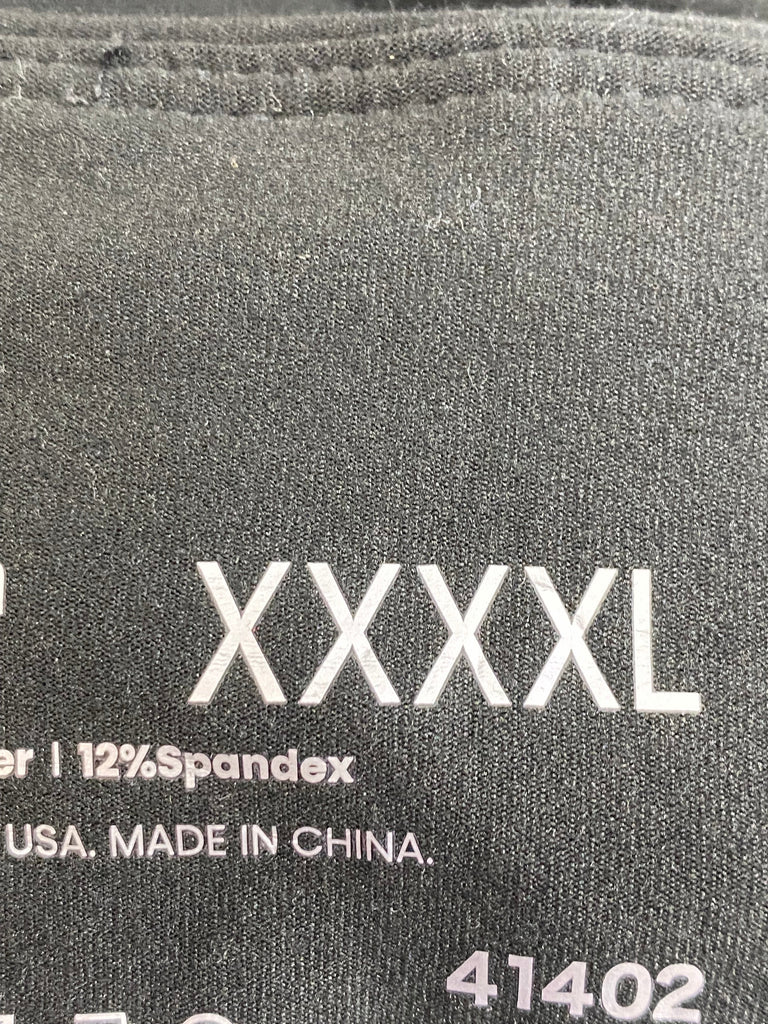 XXXXL
er | 12%Spandex
USA. MADE IN CHINA.
41402